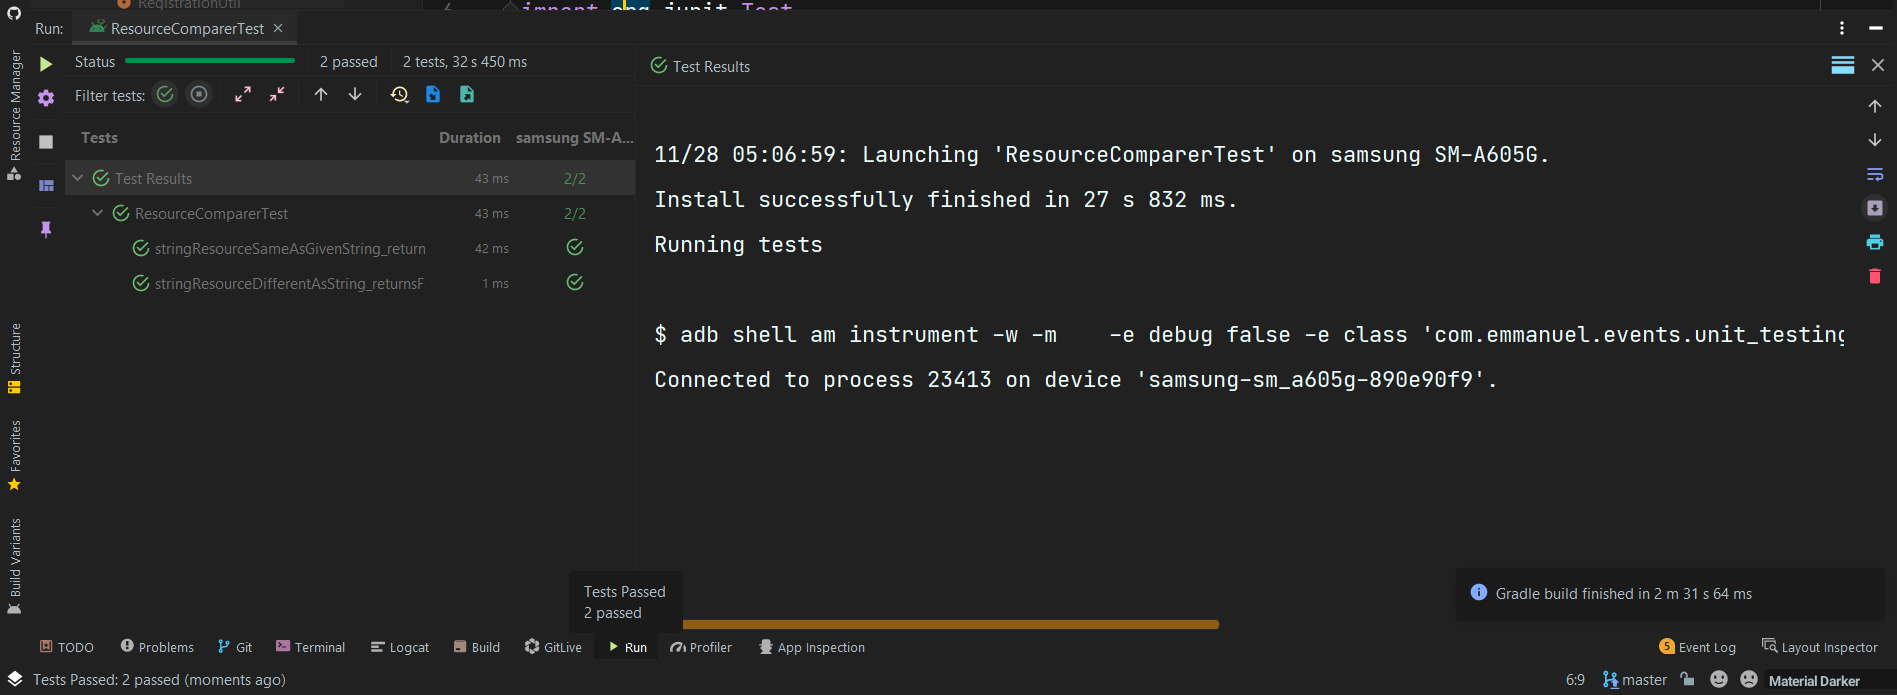 RegistrationUtil
6
import org.junit.Test
Run:
ResourceComparerTest
Resource Manager
Structure
Favorites
Build Variants
Status
2 passed
2 tests, 32 s 450 ms
Filter tests:
Tests Duration samsung SM-A...
Test Results 43 ms 2/2
ResourceComparerTest 43 ms 2/2
stringResourceSameAsGivenString_return 42 ms
stringResourceDifferentAsString_returnsF 1 ms
Test Results
11/28 05:06:59: Launching 'ResourceComparerTest' on samsung SM-A605G.
Install successfully finished in 27 s 832 ms.
Running tests
$ adb shell am instrument -w -m    -e debug false -e class 'com.emmanuel.events.unit_testing
Connected to process 23413 on device 'samsung-sm_a605g-890e90f9'.
Tests Passed
2 passed
Gradle build finished in 2 m 31 s 64 ms
TODO Problems Git Terminal Logcat Build GitLive Run Profiler App Inspection
5 Event Log Layout Inspector
Tests Passed: 2 passed (moments ago)
6:9 master Material Darker